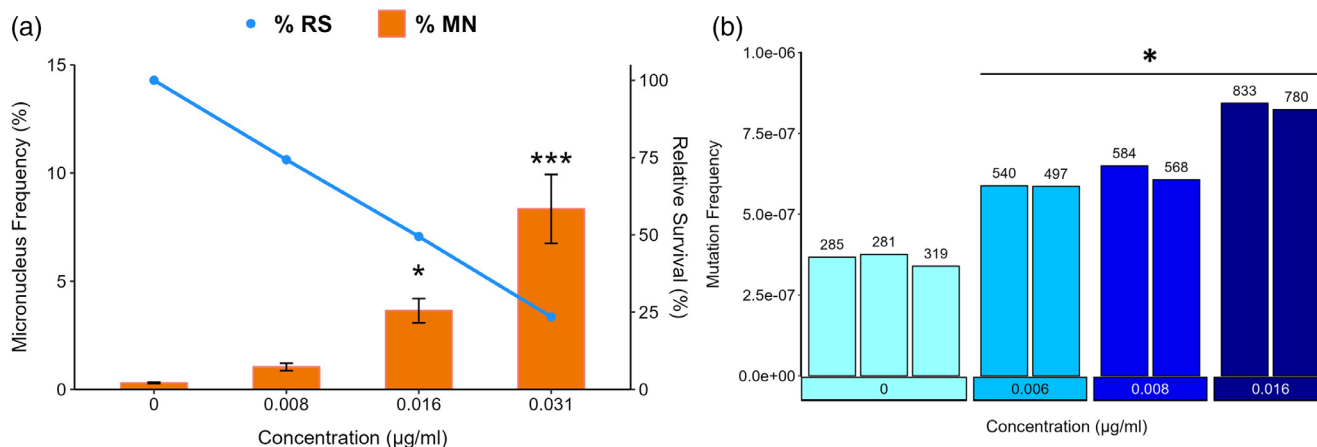 (a)
% RS
% MN
Micronucleus Frequency (%)
15
10
5
0
*
***
100
75
50
25
0
Relative Survival (%)
0 0.008 0.016 0.031
Concentration (µg/ml)
(b)
Mutation Frequency
1.0e-06
7.5e-07
5.0e-07
2.5e-07
0.0e+00
*
285 281 319 540 497 584 568 833 780
0 0.006 0.008 0.016
Concentration (µg/ml)